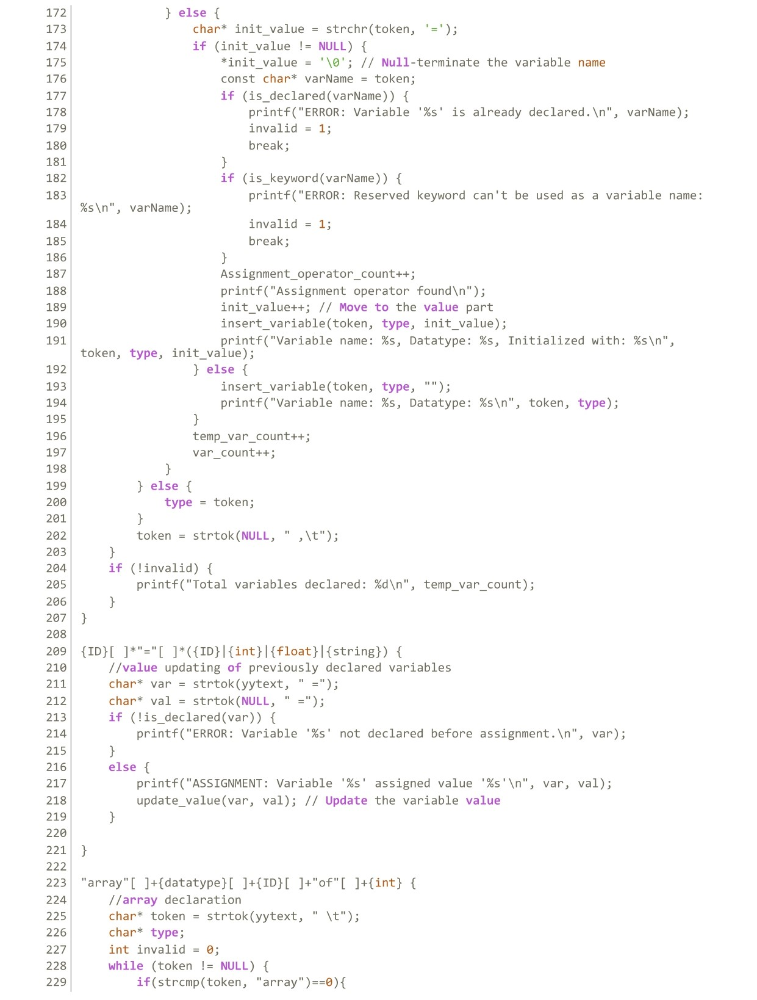 172             } else {
173                 char* init_value = strchr(token, '=');
174                 if (init_value != NULL) {
175                     *init_value = '\0'; // Null-terminate the variable name
176                     const char* varName = token;
177                     if (is_declared(varName)) {
178                         printf("ERROR: Variable '%s' is already declared.\n", varName);
179                         invalid = 1;
180                         break;
181                     }
182                     if (is_keyword(varName)) {
183                         printf("ERROR: Reserved keyword can't be used as a variable name:
%s\n", varName);
184                         invalid = 1;
185                         break;
186                     }
187                     Assignment_operator_count++;
188                     printf("Assignment operator found\n");
189                     init_value++; // Move to the value part
190                     insert_variable(token, type, init_value);
191                     printf("Variable name: %s, Datatype: %s, Initialized with: %s\n",
token, type, init_value);
192                 } else {
193                     insert_variable(token, type, "");
194                     printf("Variable name: %s, Datatype: %s\n", token, type);
195                 }
196                 temp_var_count++;
197                 var_count++;
198             }
199         } else {
200             type = token;
201         }
202         token = strtok(NULL, " ,\t");
203     }
204     if (!invalid) {
205         printf("Total variables declared: %d\n", temp_var_count);
206     }
207 }
208
209 {ID}[ ]*"="[ ]*({ID}|{int}|{float}|{string}) {
210     //value updating of previously declared variables
211     char* var = strtok(yytext, " =");
212     char* val = strtok(NULL, " =");
213     if (!is_declared(var)) {
214         printf("ERROR: Variable '%s' not declared before assignment.\n", var);
215     }
216     else {
217         printf("ASSIGNMENT: Variable '%s' assigned value '%s'\n", var, val);
218         update_value(var, val); // Update the variable value
219     }
220
221 }
222
223 "array"[ ]+{datatype}[ ]+{ID}[ ]+"of"[ ]+{int} {
224     //array declaration
225     char* token = strtok(yytext, " \t");
226     char* type;
227     int invalid = 0;
228     while (token != NULL) {
229         if(strcmp(token, "array")==0){